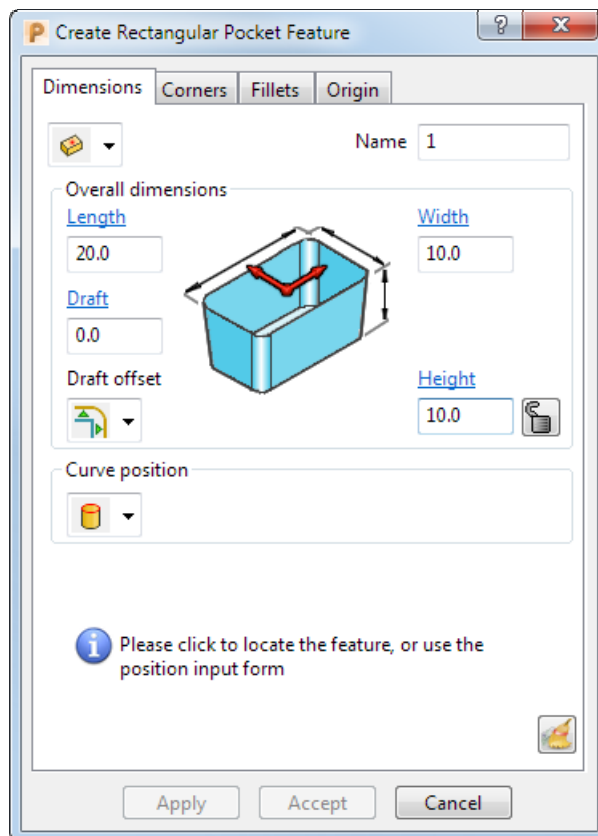 Create Rectangular Pocket Feature
?
Dimensions Corners Fillets Origin
Name 1
Overall dimensions
Length Width
20.0 10.0
Draft
0.0
Draft offset Height
10.0
Curve position
Please click to locate the feature, or use the
position input form
Apply Accept Cancel